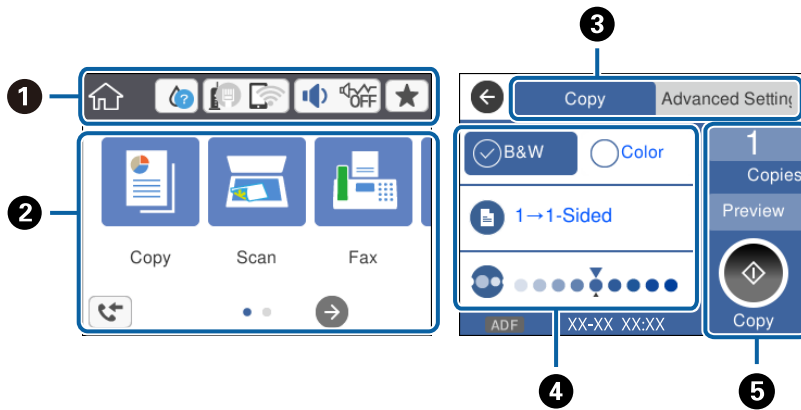 3
1
?
OFF
Copy
Advanced Setting
B&W
Color
1
Copies
2
1→1-Sided
Preview
Copy
Scan
Fax
ADF
XX-XX XX:XX
Copy
4
5